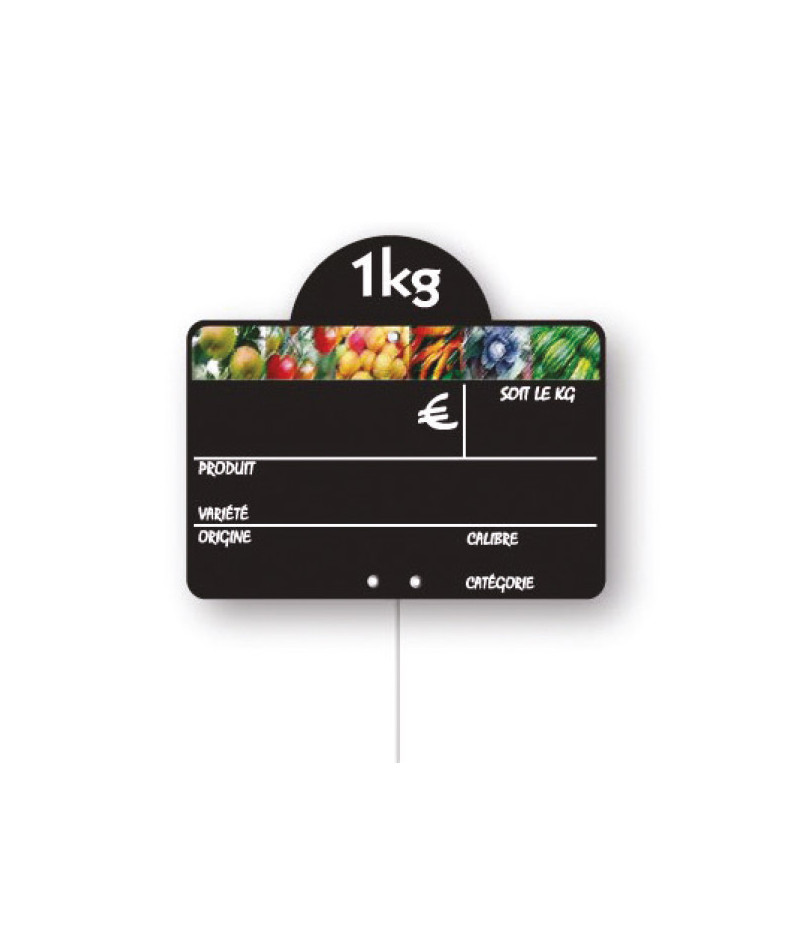 1kg
€ SOIT LE KG
PRODUIT
VARIÉTÉ
ORIGINE CALIBRE
CATÉGORIE